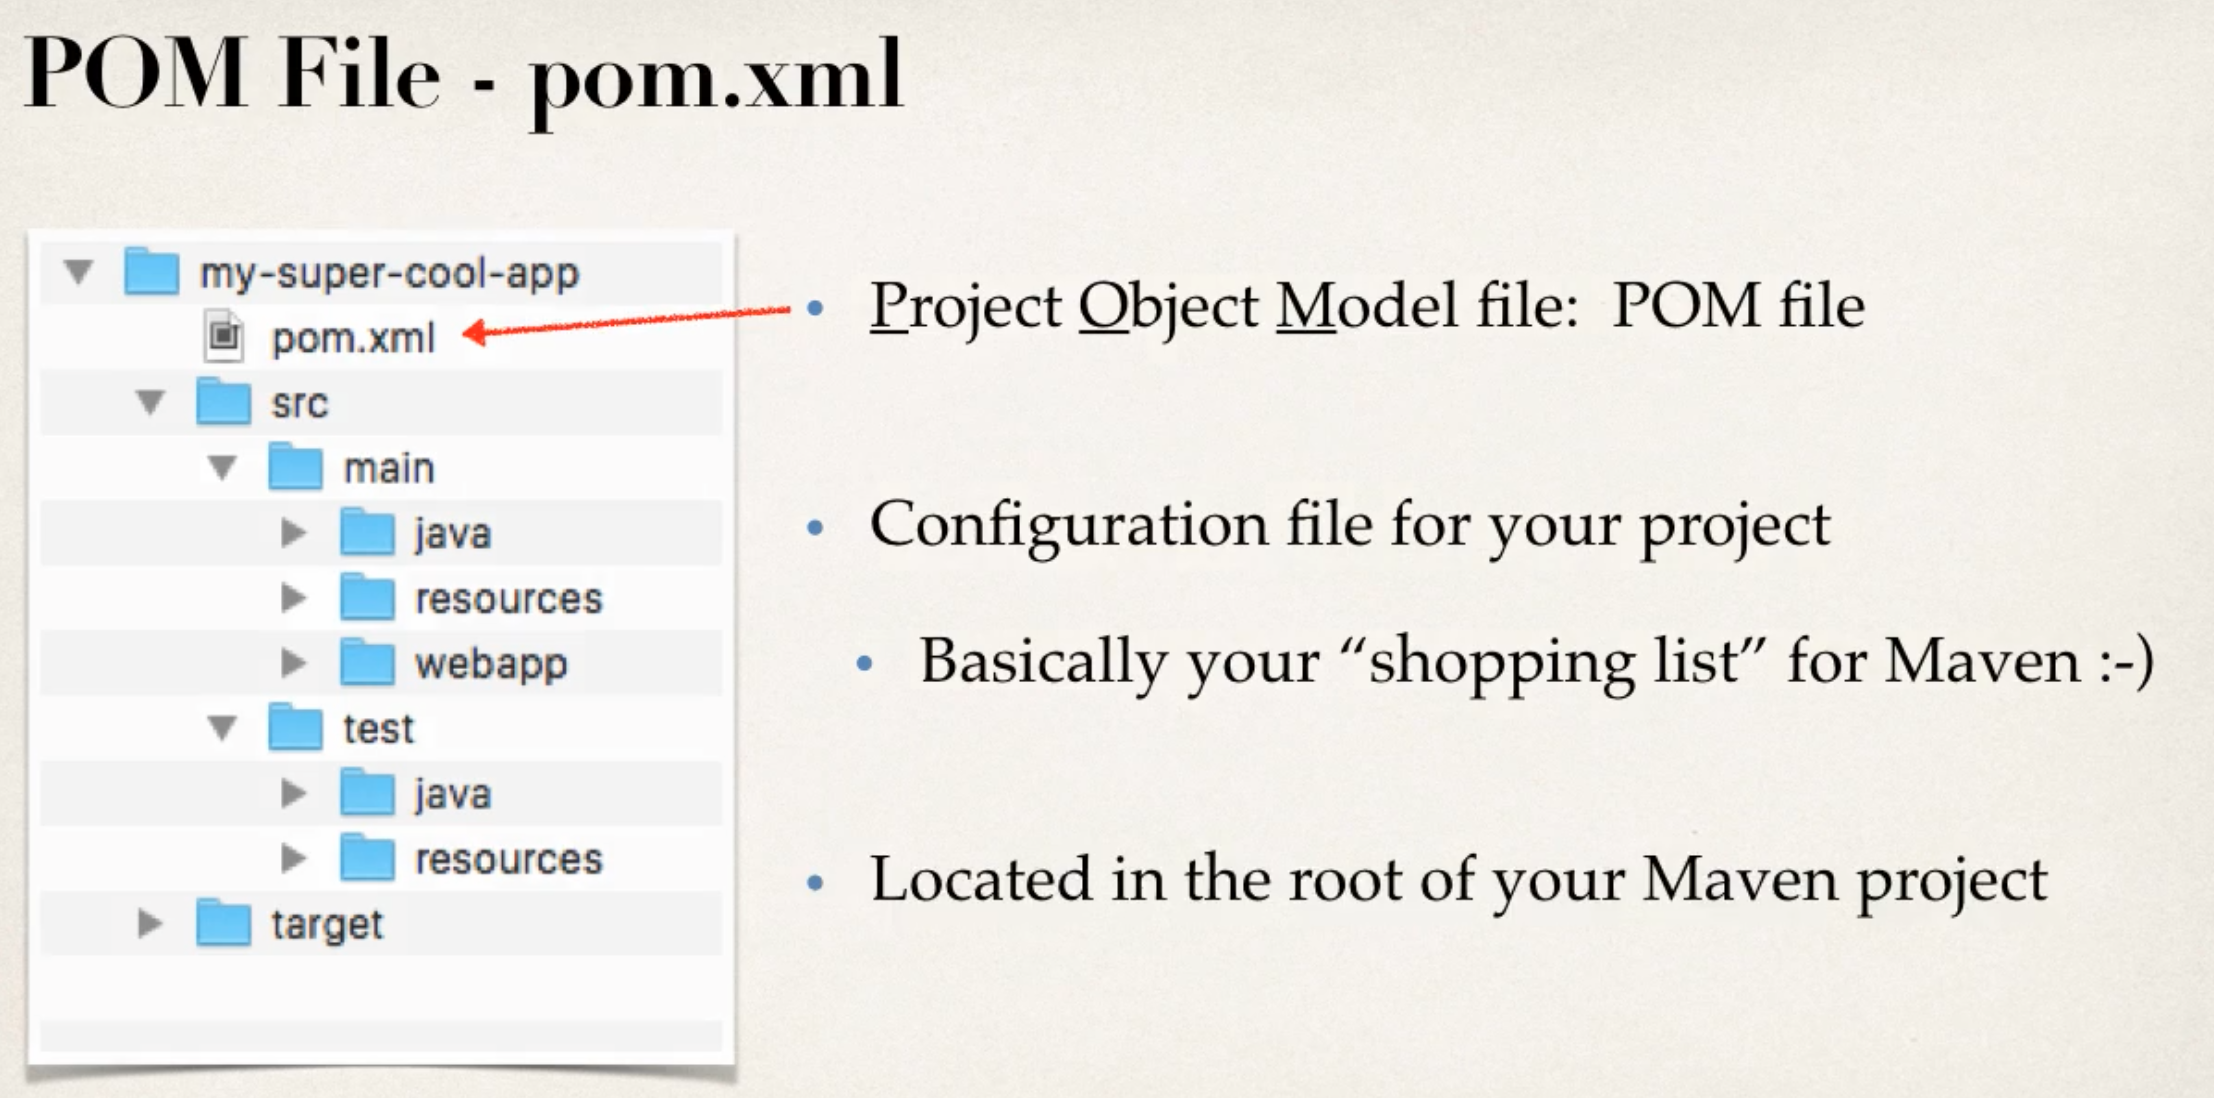 POM File - pom.xml
my-super-cool-app
pom.xml
src
main
java
resources
webapp
test
java
resources
target
Project Object Model file:  POM file
Configuration file for your project
Basically your “shopping list” for Maven :-)
Located in the root of your Maven project